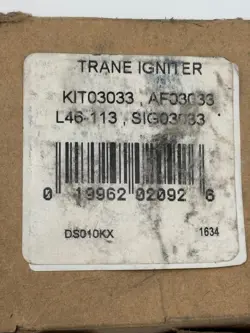 TRANE IGNITER
KIT03033 , AF03033
L46-113 , SIG03033
0 19962 02092 6
DS010KX 1634